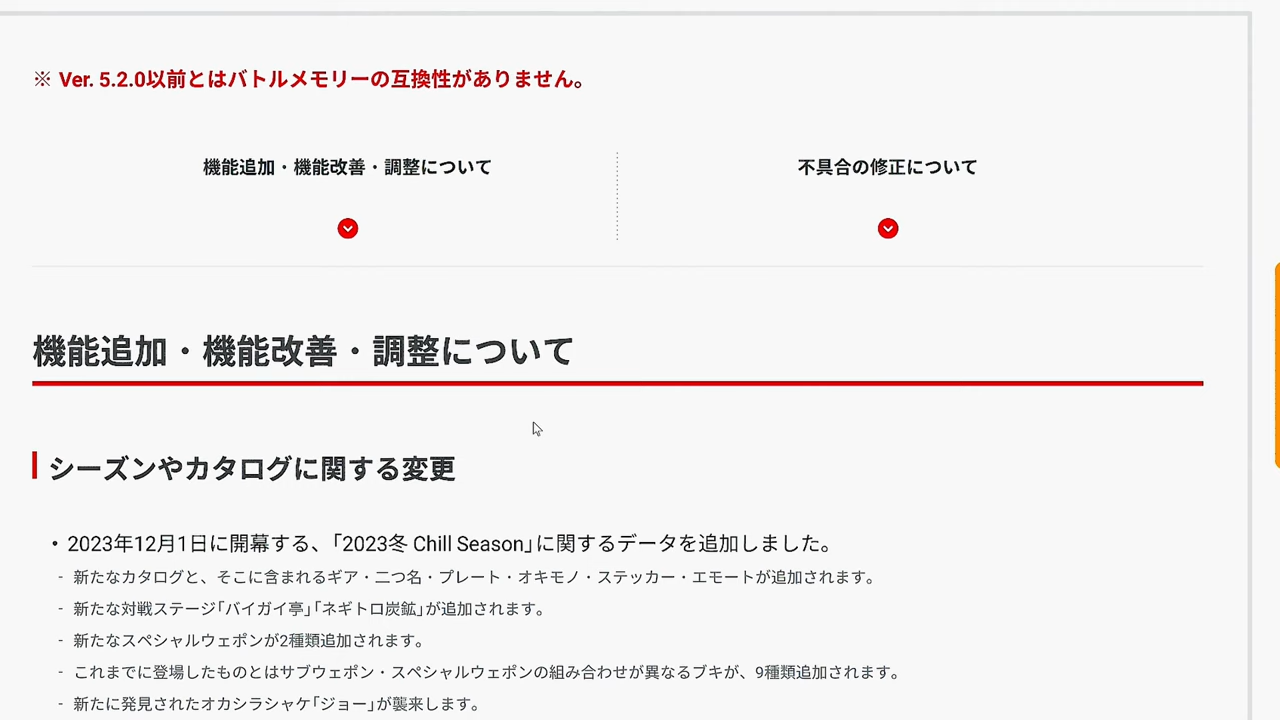 ※ Ver. 5.2.0以前とはバトルメモリーの互換性がありません。
機能追加・機能改善・調整について
不具合の修正について
機能追加・機能改善・調整について
シーズンやカタログに関する変更
・2023年12月1日に開幕する、｢2023冬 Chill Season｣に関するデータを追加しました。
- 新たなカタログと、そこに含まれるギア・二つ名・プレート・オキモノ・ステッカー・エモートが追加されます。
- 新たな対戦ステージ｢バイガイ亭｣｢ネギトロ炭鉱｣が追加されます。
- 新たなスペシャルウェポンが2種類追加されます。
- これまでに登場したものとはサブウェポン・スペシャルウェポンの組み合わせが異なるブキが、9種類追加されます。
- 新たに発見されたオカシラシャケ｢ジョー｣が襲来します。